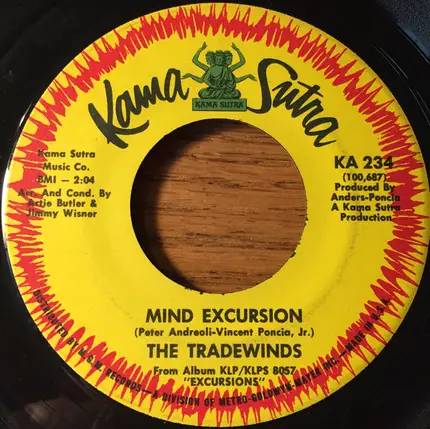 Kama Sutra
KAMA SUTRA
Kama Sutra
Music Co.
BMI – 2:04
Arr. And Cond. By
Artie Butler &
Jimmy Wisner
KA 234
(100,687)
Produced By
Anders-Poncia
A Kama Sutra
Production
MIND EXCURSION
(Peter Andreoli-Vincent Poncia, Jr.)
THE TRADEWINDS
From Album KLP/KLPS 8057
"EXCURSIONS"
DISTRIBUTED BY M.G.M. RECORDS – A DIVISION OF METRO-GOLDWYN-MAYER INC. – MADE IN U.S.A.